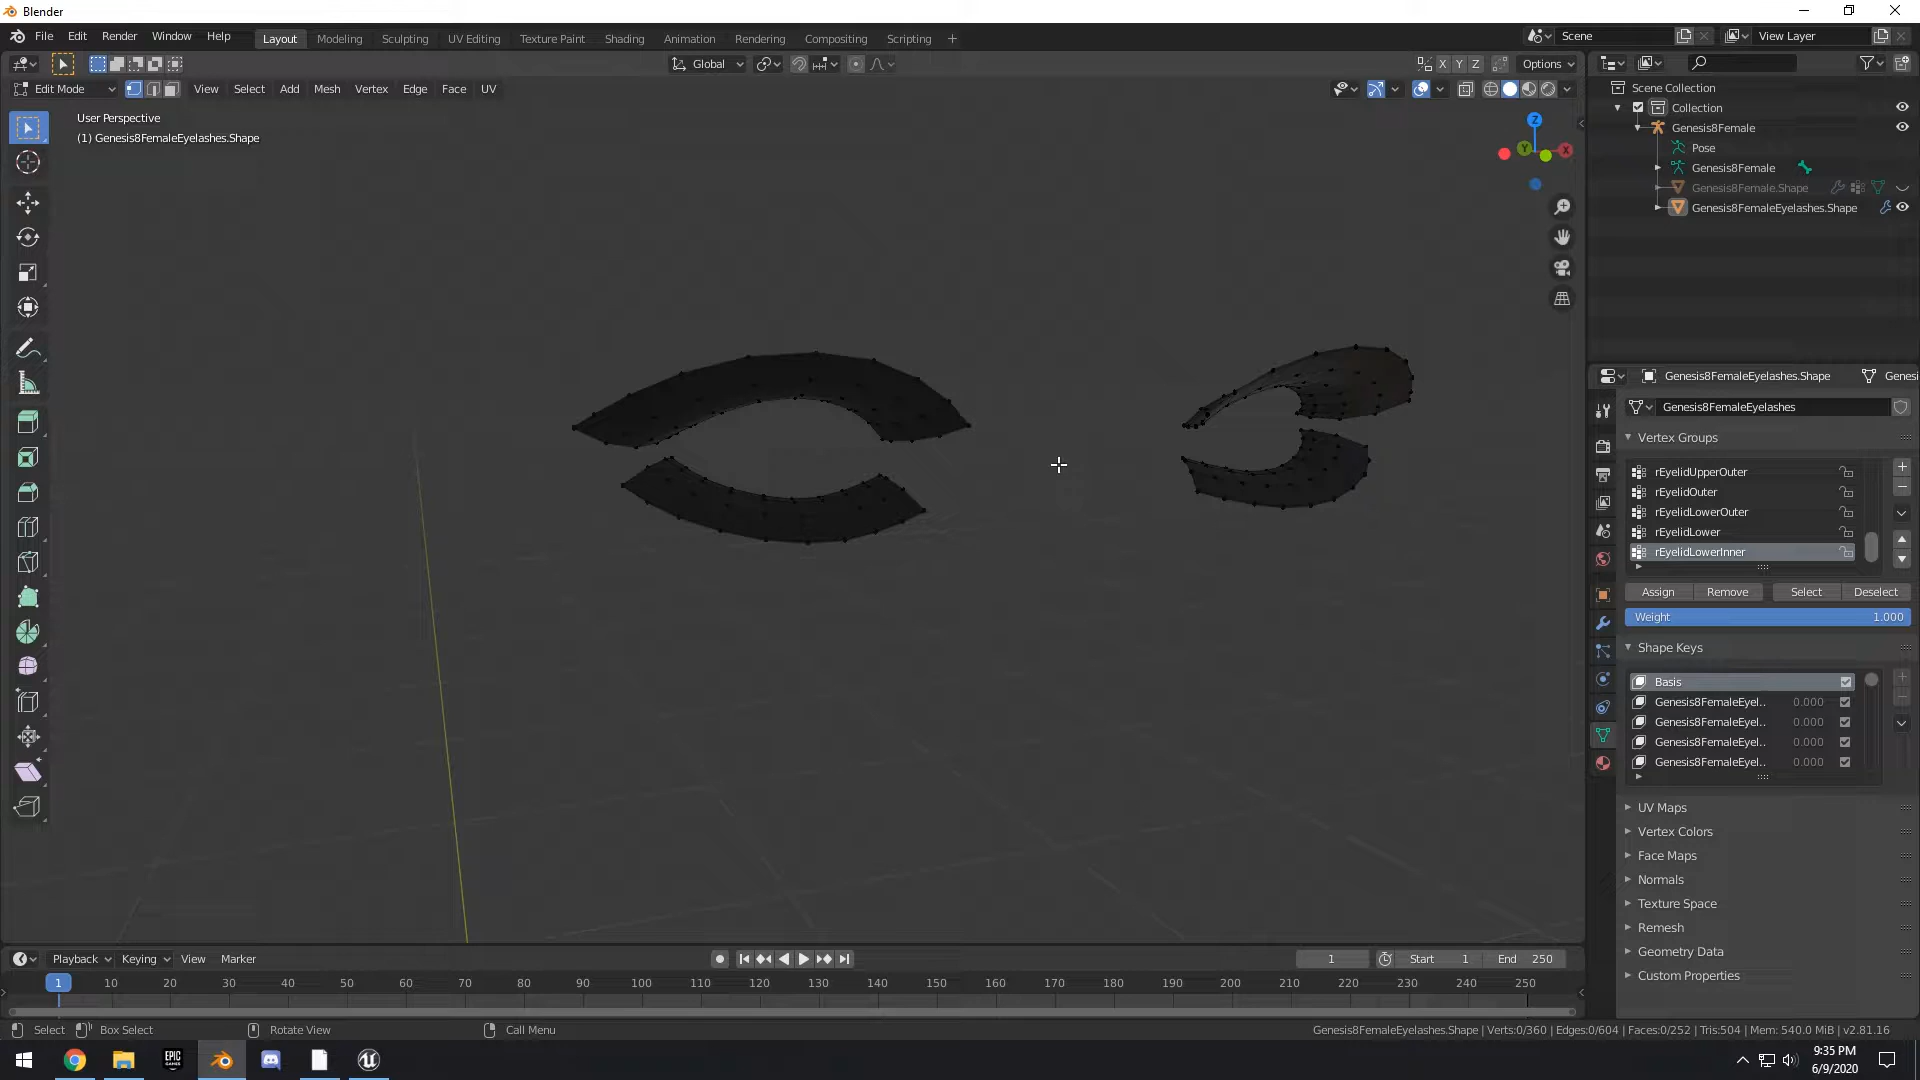 Blender
File Edit Render Window Help Layout Modeling Sculpting UV Editing Texture Paint Shading Animation Rendering Compositing Scripting + Scene View Layer
Global X Y Z Options
Edit Mode View Select Add Mesh Vertex Edge Face UV
User Perspective
(1) Genesis8FemaleEyelashes.Shape
Z
Y
X
Scene Collection
Collection
Genesis8Female
Pose
Genesis8Female
Genesis8Female.Shape
Genesis8FemaleEyelashes.Shape
Genesis8FemaleEyelashes.Shape Genesi
Genesis8FemaleEyelashes
Vertex Groups
rEyelidUpperOuter
rEyelidOuter
rEyelidLowerOuter
rEyelidLower
rEyelidLowerInner
Assign Remove Select Deselect
Weight 1.000
Shape Keys
Basis
Genesis8FemaleEyel.. 0.000
Genesis8FemaleEyel.. 0.000
Genesis8FemaleEyel.. 0.000
Genesis8FemaleEyel.. 0.000
UV Maps
Vertex Colors
Face Maps
Normals
Texture Space
Remesh
Geometry Data
Custom Properties
Playback Keying View Marker 1 Start 1 End 250
1 10 20 30 40 50 60 70 80 90 100 110 120 130 140 150 160 170 180 190 200 210 220 230 240 250
Select Box Select Rotate View Call Menu Genesis8FemaleEyelashes.Shape | Verts:0/360 | Edges:0/604 | Faces:0/252 | Tris:504 | Mem: 540.0 MiB | v2.81.16
EPIC
GAMES
9:35 PM
6/9/2020